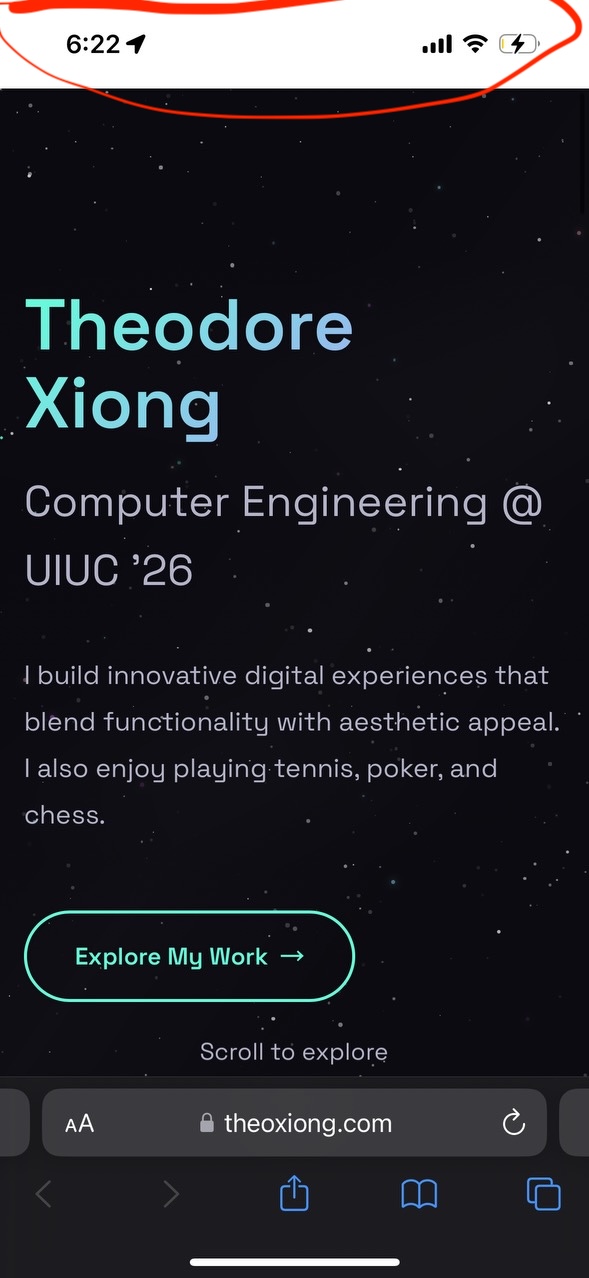 6:22
Theodore
Xiong
Computer Engineering @
UIUC ’26
I build innovative digital experiences that
blend functionality with aesthetic appeal.
I also enjoy playing tennis, poker, and
chess.
Explore My Work →
Scroll to explore
AA theoxiong.com